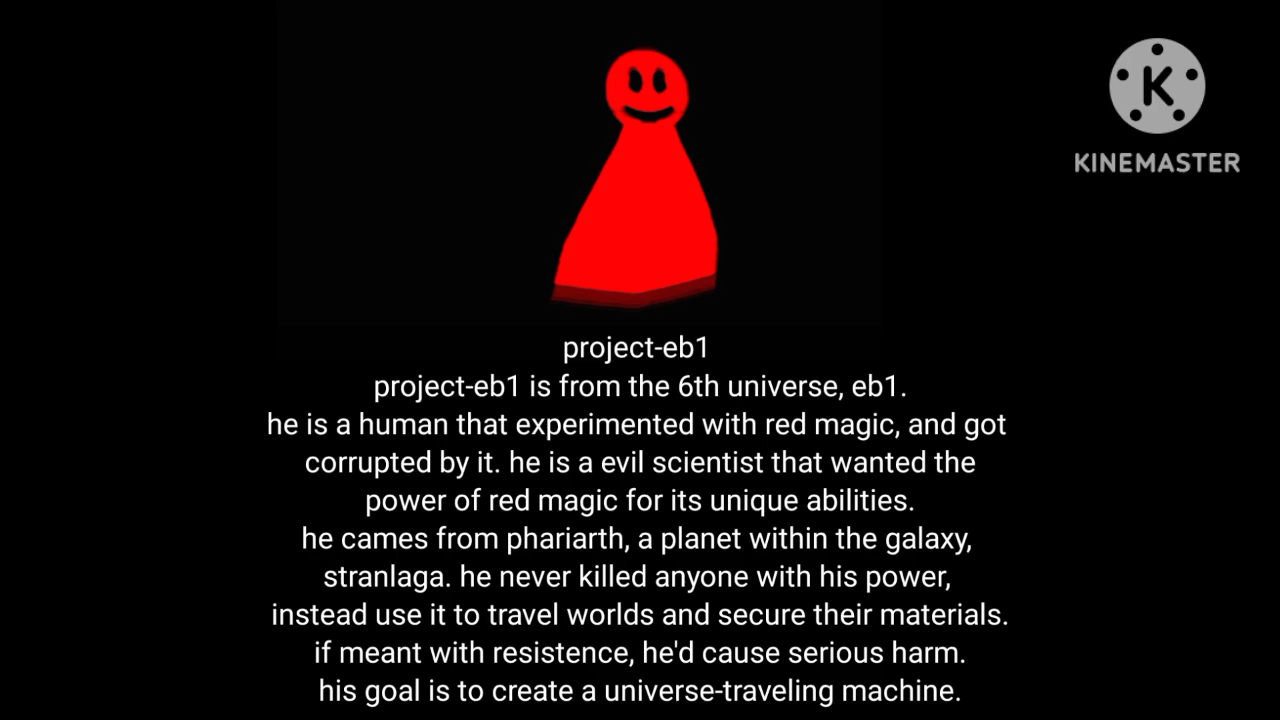 K
KINEMASTER
project-eb1
project-eb1 is from the 6th universe, eb1.
he is a human that experimented with red magic, and got
corrupted by it. he is a evil scientist that wanted the
power of red magic for its unique abilities.
he cames from phariarth, a planet within the galaxy,
stranlaga. he never killed anyone with his power,
instead use it to travel worlds and secure their materials.
if meant with resistence, he'd cause serious harm.
his goal is to create a universe-traveling machine.